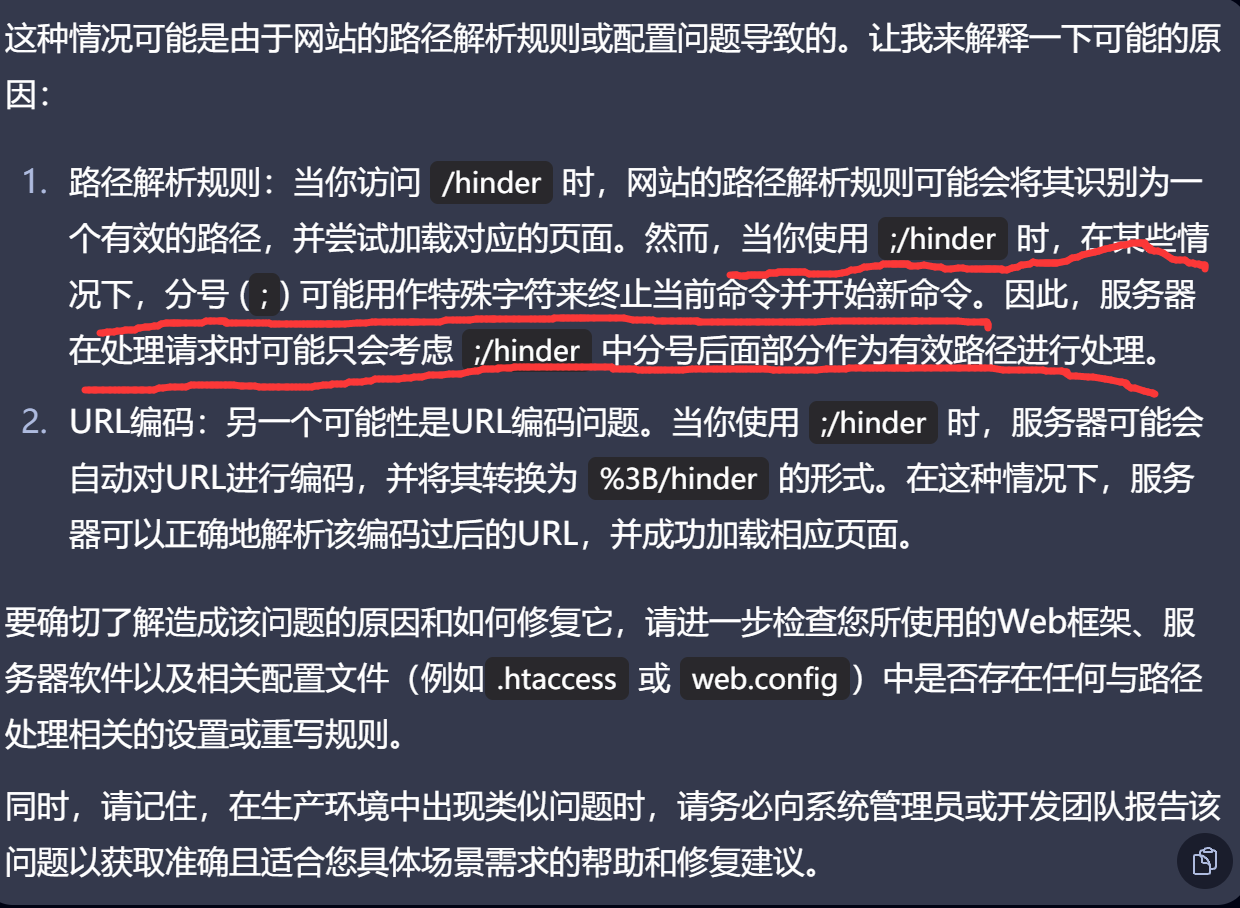 这种情况可能是由于网站的路径解析规则或配置问题导致的。让我来解释一下可能的原
因：
1. 路径解析规则：当你访问 /hinder 时，网站的路径解析规则可能会将其识别为一
个有效的路径，并尝试加载对应的页面。然而，当你使用 ;/hinder 时，在某些情
况下，分号 ( ; ) 可能用作特殊字符来终止当前命令并开始新命令。因此，服务器
在处理请求时可能只会考虑 ;/hinder 中分号后面部分作为有效路径进行处理。
2. URL编码：另一个可能性是URL编码问题。当你使用 ;/hinder 时，服务器可能会
自动对URL进行编码，并将其转换为 %3B/hinder 的形式。在这种情况下，服务
器可以正确地解析该编码过后的URL，并成功加载相应页面。
要确切了解造成该问题的原因和如何修复它，请进一步检查您所使用的Web框架、服
务器软件以及相关配置文件（例如 .htaccess 或 web.config ）中是否存在任何与路径
处理相关的设置或重写规则。
同时，请记住，在生产环境中出现类似问题时，请务必向系统管理员或开发团队报告该
问题以获取准确且适合您具体场景需求的帮助和修复建议。